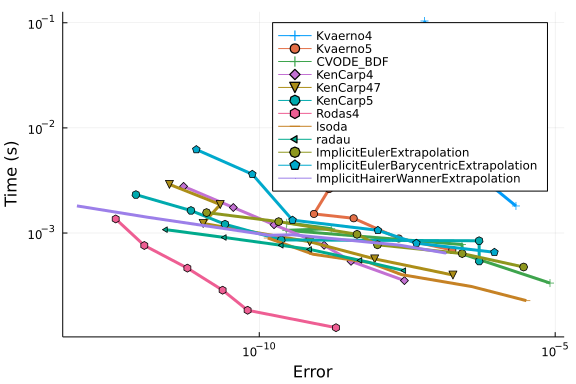 10⁻¹
10⁻²
10⁻³
Time (s)
Kvaerno4
Kvaerno5
CVODE_BDF
KenCarp4
KenCarp47
KenCarp5
Rodas4
lsoda
radau
ImplicitEulerExtrapolation
ImplicitEulerBarycentricExtrapolation
ImplicitHairerWannerExtrapolation
10⁻¹⁰
10⁻⁵
Error